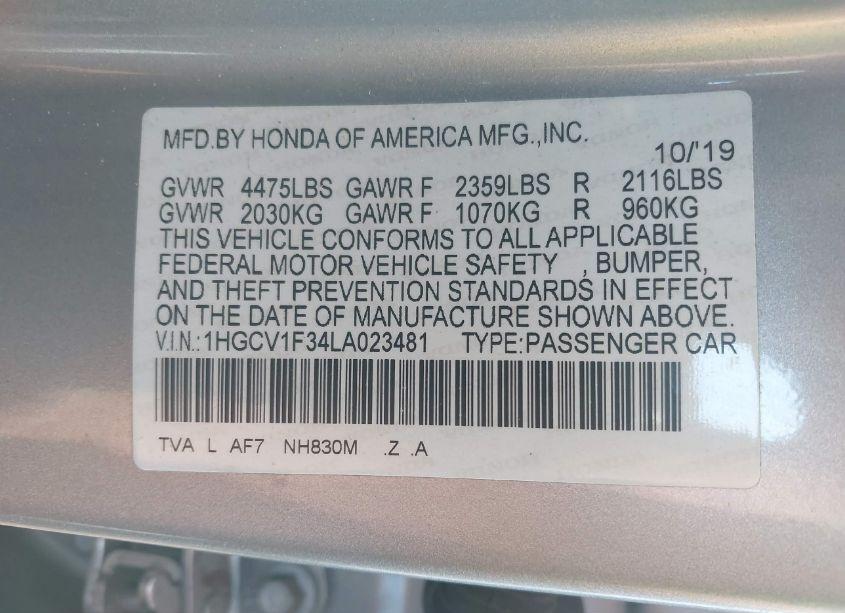 MFD.BY HONDA OF AMERICA MFG.,INC.
10/'19
GVWR 4475LBS GAWR F 2359LBS R 2116LBS
GVWR 2030KG GAWR F 1070KG R 960KG
THIS VEHICLE CONFORMS TO ALL APPLICABLE
FEDERAL MOTOR VEHICLE SAFETY , BUMPER,
AND THEFT PREVENTION STANDARDS IN EFFECT
ON THE DATE OF MANUFACTURE SHOWN ABOVE.
V.I.N.:1HGCV1F34LA023481 TYPE:PASSENGER CAR
TVA L AF7 NH830M .Z .A